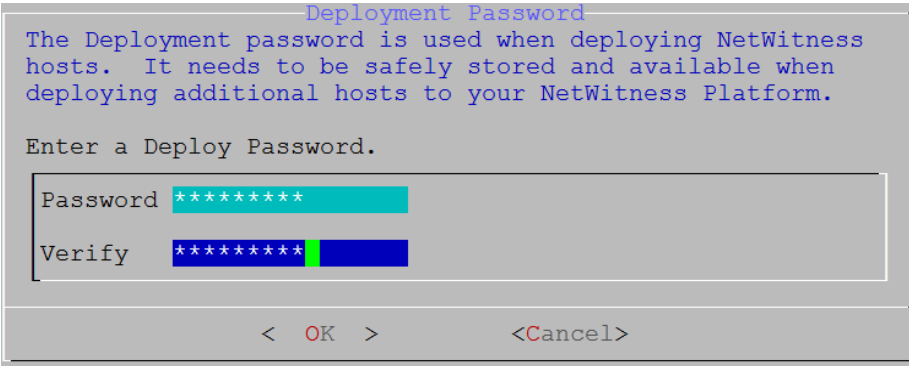 Deployment Password
The Deployment password is used when deploying NetWitness
hosts.  It needs to be safely stored and available when
deploying additional hosts to your NetWitness Platform.
Enter a Deploy Password.
Password *********
Verify *********
< OK > <Cancel>